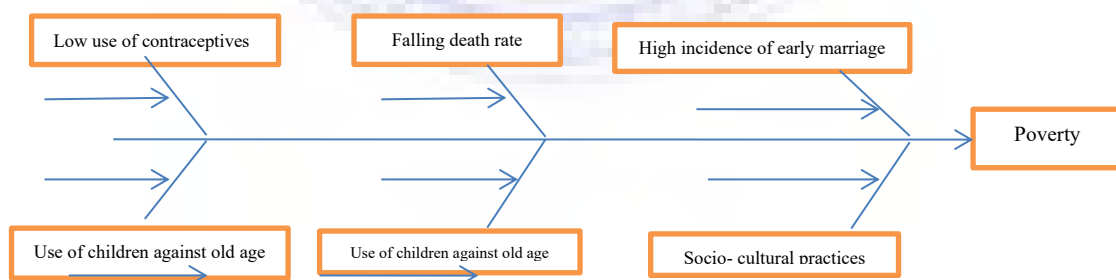 Low use of contraceptives
Falling death rate
High incidence of early marriage
Poverty
Use of children against old age
Use of children against old age
Socio- cultural practices